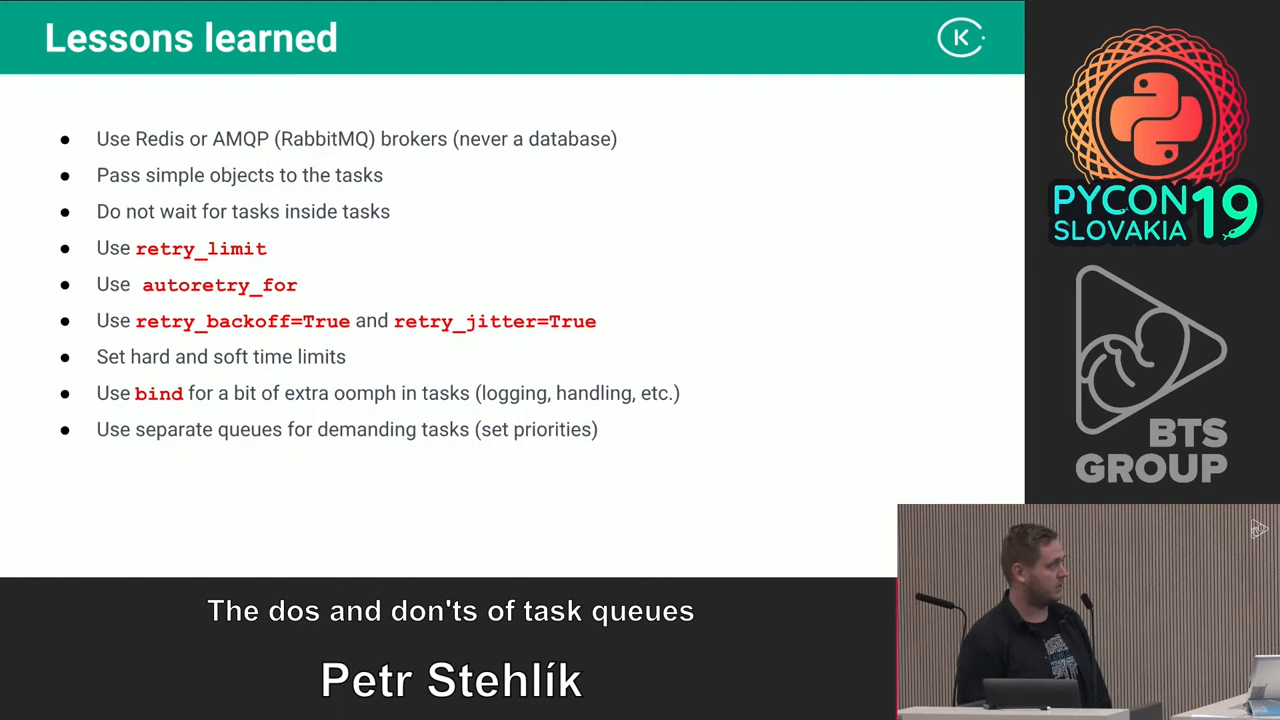 Lessons learned
K
● Use Redis or AMQP (RabbitMQ) brokers (never a database)
● Pass simple objects to the tasks
● Do not wait for tasks inside tasks
● Use retry_limit
● Use autoretry_for
● Use retry_backoff=True and retry_jitter=True
● Set hard and soft time limits
● Use bind for a bit of extra oomph in tasks (logging, handling, etc.)
● Use separate queues for demanding tasks (set priorities)
PYCON 19
SLOVAKIA
BTS
GROUP
The dos and don'ts of task queues
Petr Stehlík